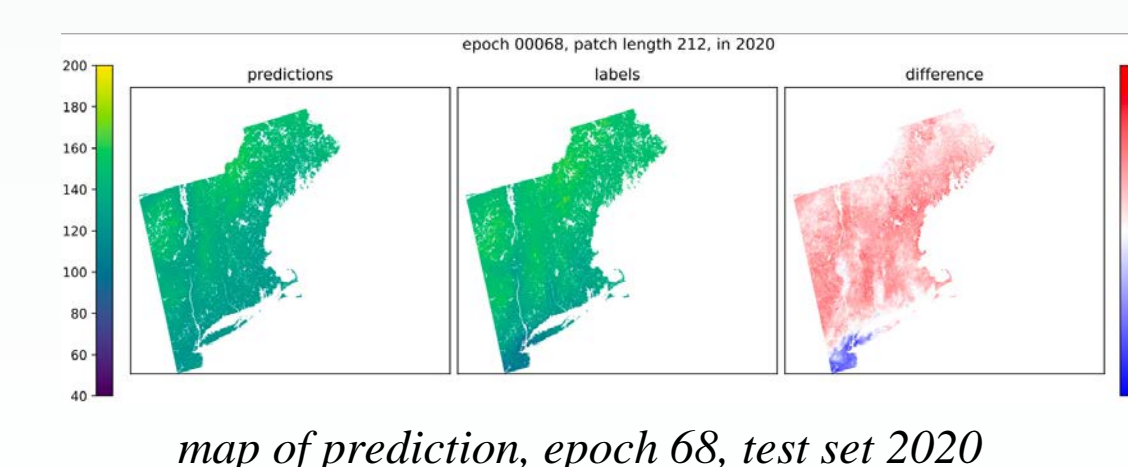 epoch 00068, patch length 212, in 2020
predictions
labels
difference
200
180
160
140
120
100
80
60
40
map of prediction, epoch 68, test set 2020